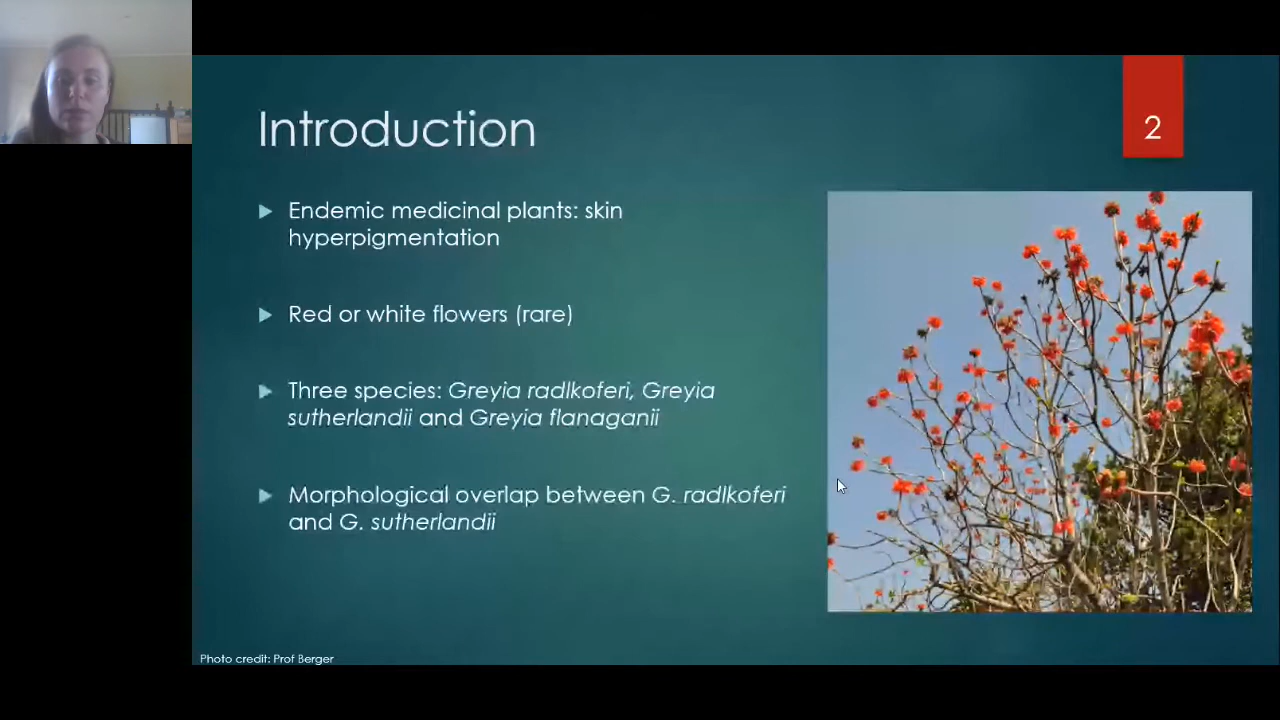 Introduction
2
Endemic medicinal plants: skin
hyperpigmentation
Red or white flowers (rare)
Three species: Greyia radlkoferi, Greyia
sutherlandii and Greyia flanaganii
Morphological overlap between G. radlkoferi
and G. sutherlandii
Photo credit: Prof Berger